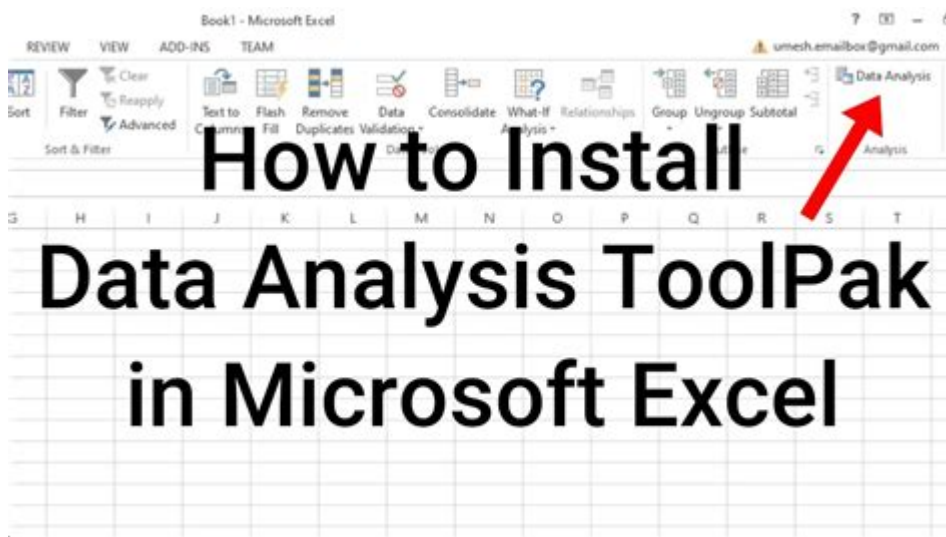 Book1 - Microsoft Excel
REVIEW VIEW ADD-INS TEAM
umesh.emailbox@gmail.com
Sort
Filter
Clear
Reapply
Advanced
Text to
Columns
Flash
Fill
Remove
Duplicates
Data
Validation
Consolidate
What-If
Analysis
Relationships
Group
Ungroup
Subtotal
Data Analysis
Sort & Filter
Analysis
How to Install
G H I J K L M N O P Q R S T
Data Analysis ToolPak
in Microsoft Excel